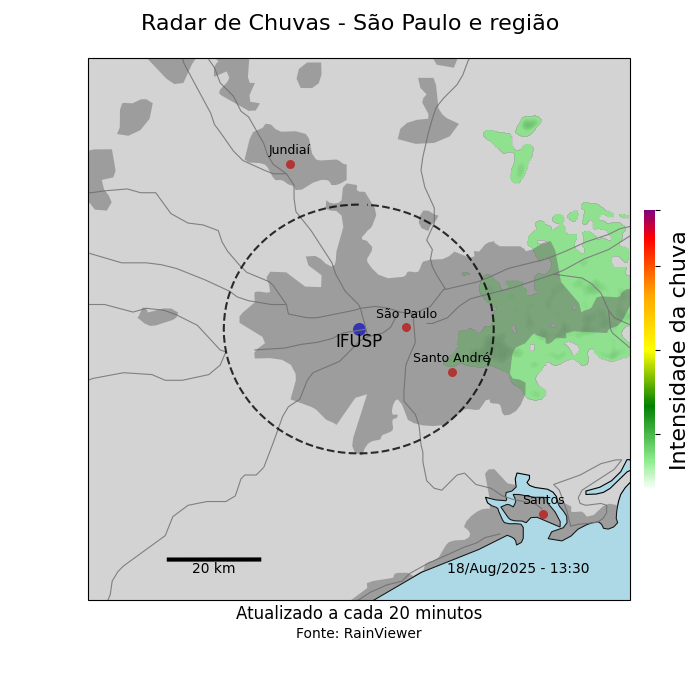 Radar de Chuvas - São Paulo e região
Jundiaí
São Paulo
IFUSP
Santo André
Santos
20 km
18/Aug/2025 - 13:30
Intensidade da chuva
Atualizado a cada 20 minutos
Fonte: RainViewer